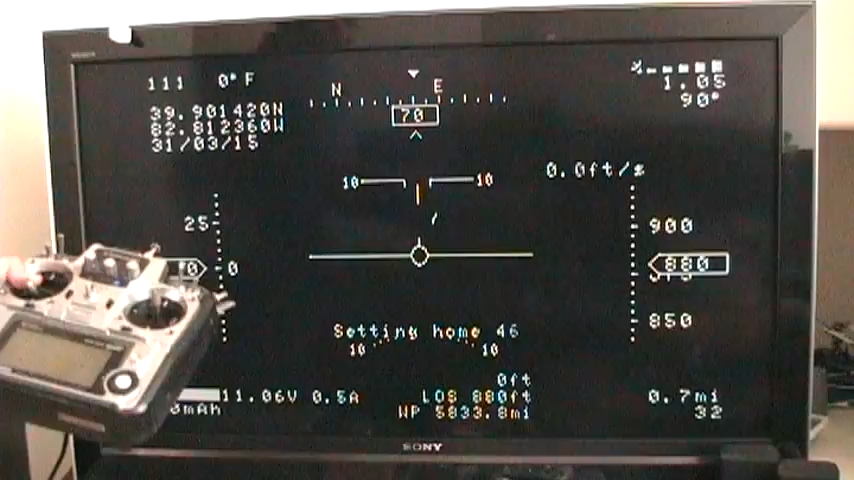 111 0°F
39.901420N
82.812360W
31/03/15
N E
70
1.05
90°
10 10
0.0ft/s
25
0
900
880
850
Setting home 46
10 10
0ft
11.06V 0.5A LOS 880ft 0.7mi
0mAh WP 5833.8mi 32
SONY